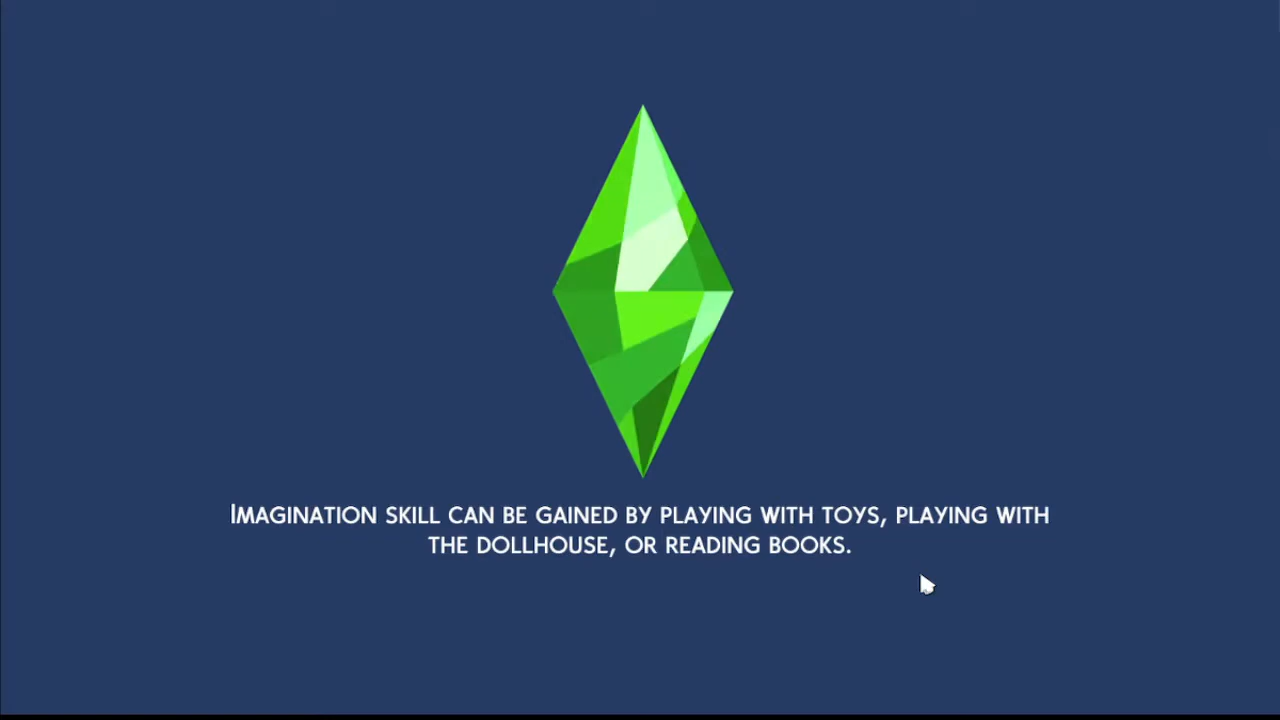 Imagination skill can be gained by playing with toys, playing with
the dollhouse, or reading books.